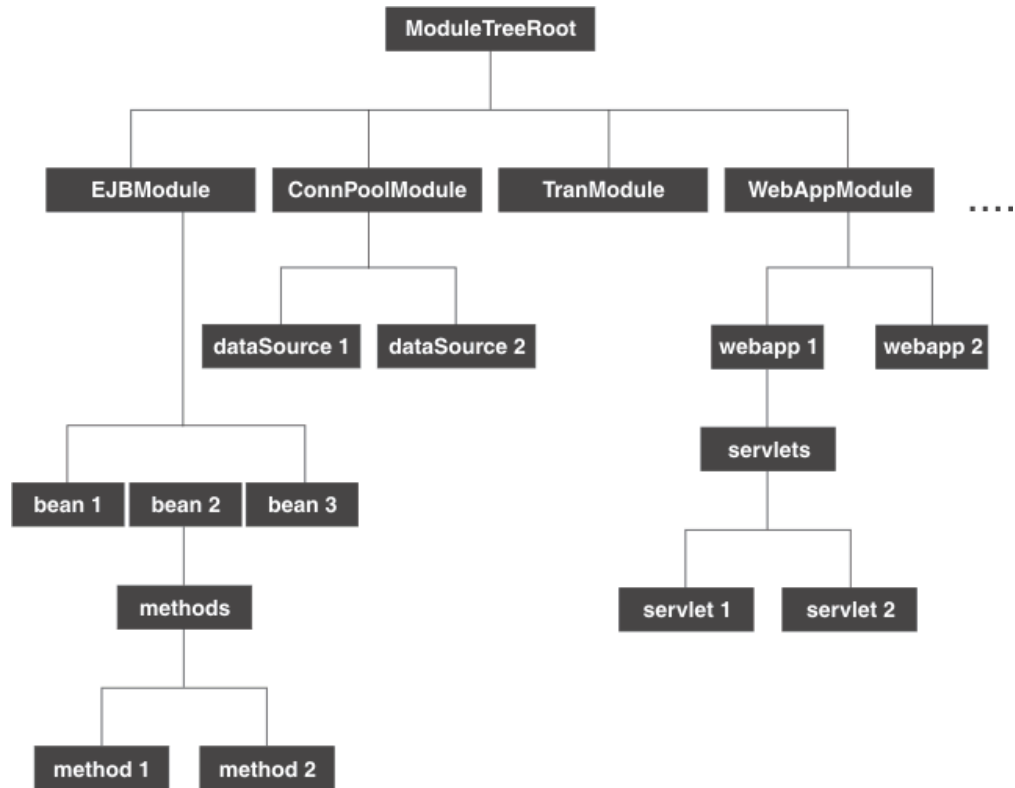 ModuleTreeRoot
EJBModule
ConnPoolModule
TranModule
WebAppModule
....
dataSource 1
dataSource 2
webapp 1
webapp 2
servlets
bean 1
bean 2
bean 3
methods
servlet 1
servlet 2
method 1
method 2